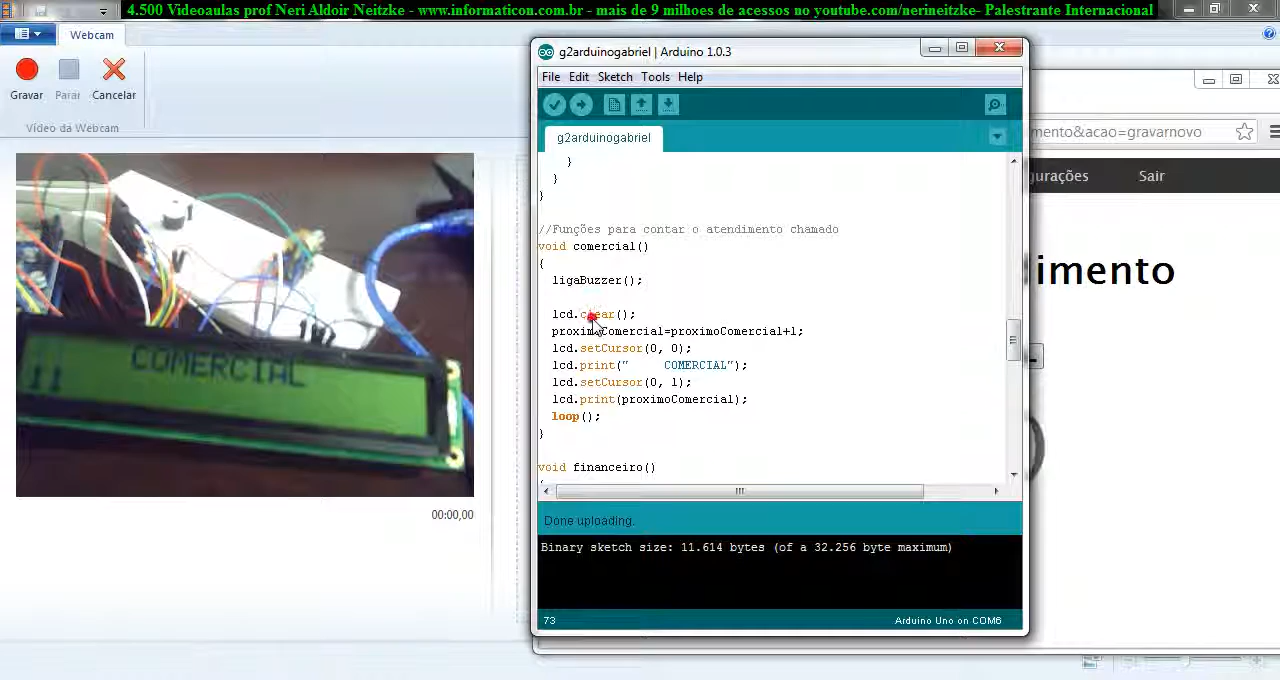 4.500 Videoaulas prof Neri Aldoir Neitzke - www.informaticon.com.br - mais de 9 milhoes de acessos no youtube.com/nerineitzke- Palestrante Internacional
Webcam
Gravar
Parar
Cancelar
Vídeo da Webcam
COMERCIAL
11
00:00,00
g2arduinogabriel | Arduino 1.0.3
File Edit Sketch Tools Help
g2arduinogabriel
}
}
}
//Funções para contar o atendimento chamado
void comercial()
{
ligaBuzzer();
lcd.clear();
proximoComercial=proximoComercial+1;
lcd.setCursor(0, 0);
lcd.print("     COMERCIAL");
lcd.setCursor(0, 1);
lcd.print(proximoComercial);
loop();
}
void financeiro()
Done uploading.
Binary sketch size: 11.614 bytes (of a 32.256 byte maximum)
73
Arduino Uno on COM6
mento&acao=gravarnovo
gurações
Sair
imento